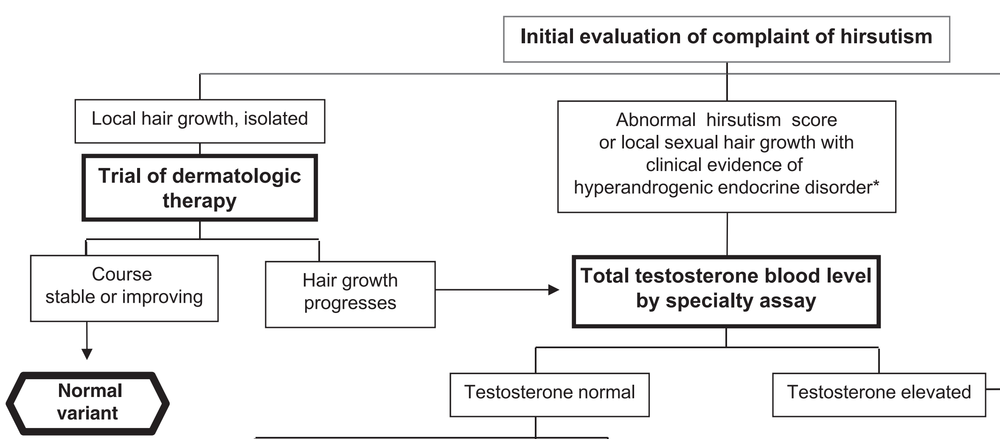 Initial evaluation of complaint of hirsutism
Local hair growth, isolated
Trial of dermatologic
therapy
Course
stable or improving
Normal
variant
Hair growth
progresses
Abnormal hirsutism score
or local sexual hair growth with
clinical evidence of
hyperandrogenic endocrine disorder*
Total testosterone blood level
by specialty assay
Testosterone normal
Testosterone elevated